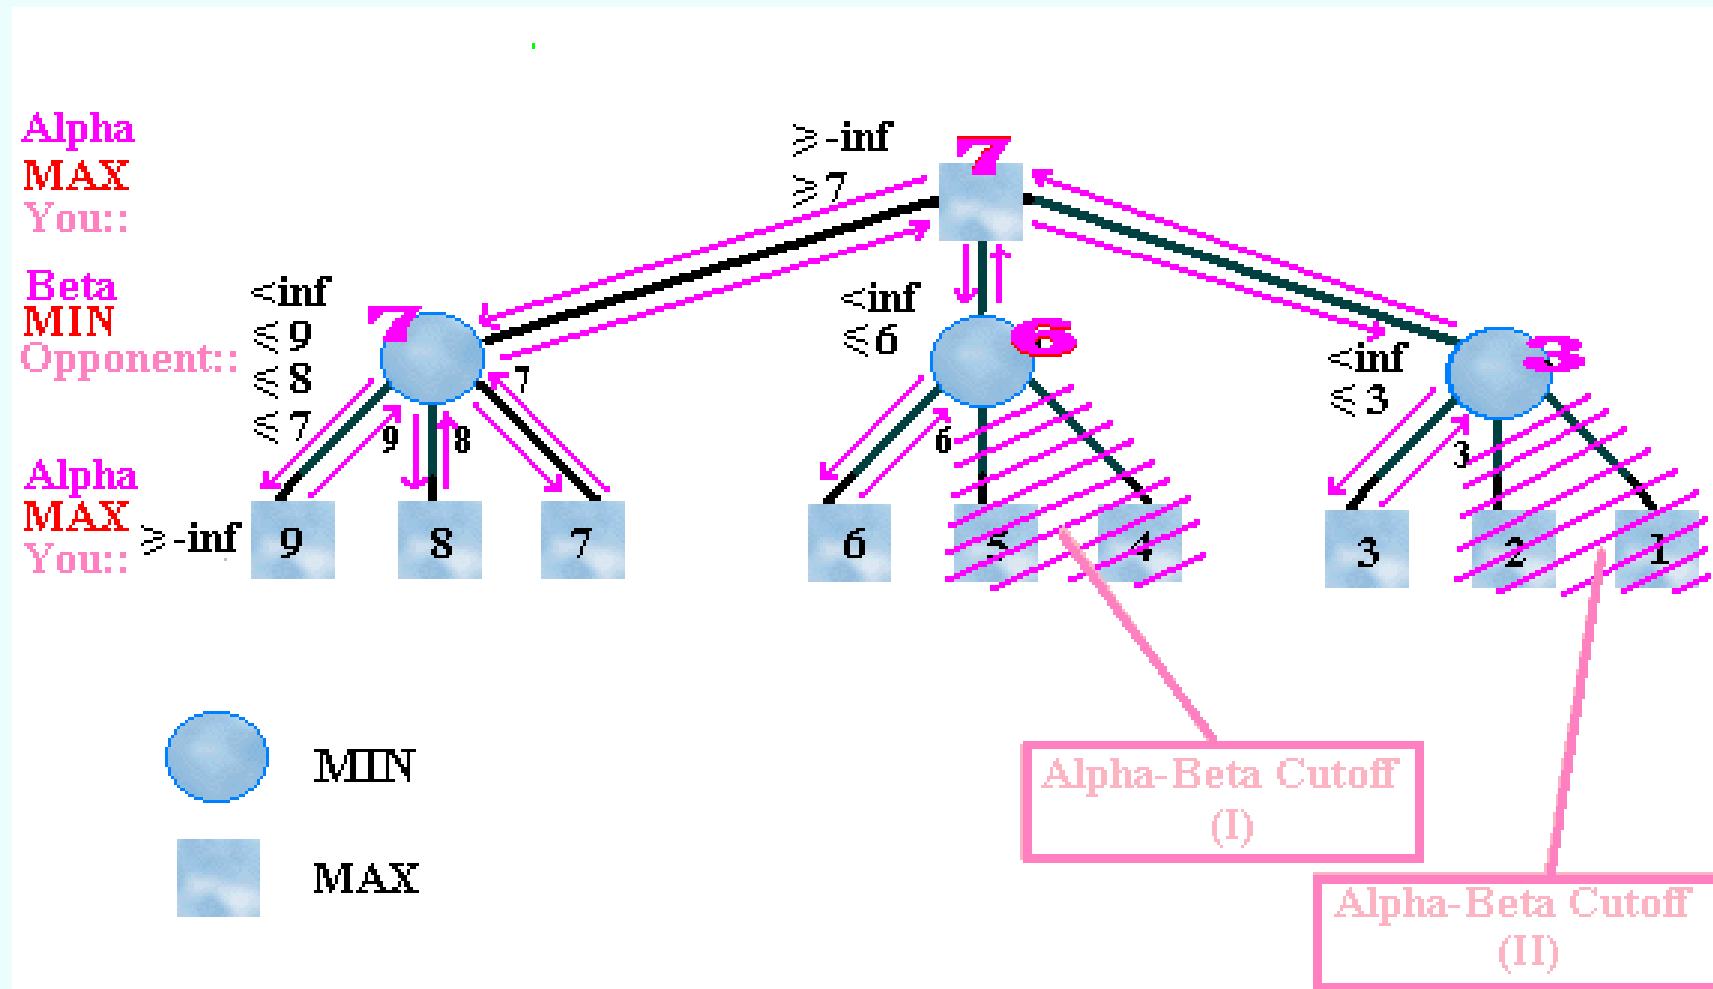 Alpha
MAX
You::
⩾-inf
⩾7
7
Beta
MIN
Opponent::
<inf
⩽9
⩽8
⩽7
7
<inf
⩽6
6
<inf
⩽3
3
9
8
7
6
3
Alpha
MAX
You::
⩾-inf
9
8
7
6
5
4
3
2
1
MIN
MAX
Alpha-Beta Cutoff
(I)
Alpha-Beta Cutoff
(II)